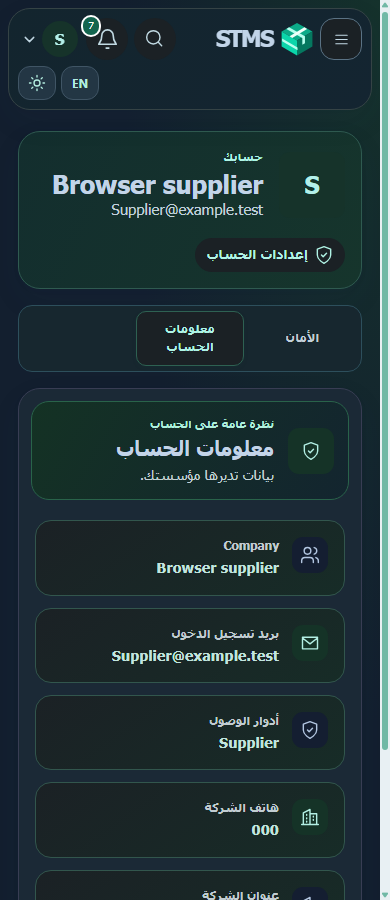 STMS
7
S
EN
حسابك
S
Browser supplier
Supplier@example.test
إعدادات الحساب
الأمان
معلومات
الحساب
نظرة عامة على الحساب
معلومات الحساب
بيانات تديرها مؤسستك.
Company
Browser supplier
بريد تسجيل الدخول
Supplier@example.test
أدوار الوصول
Supplier
هاتف الشركة
000
عنوان الشركة